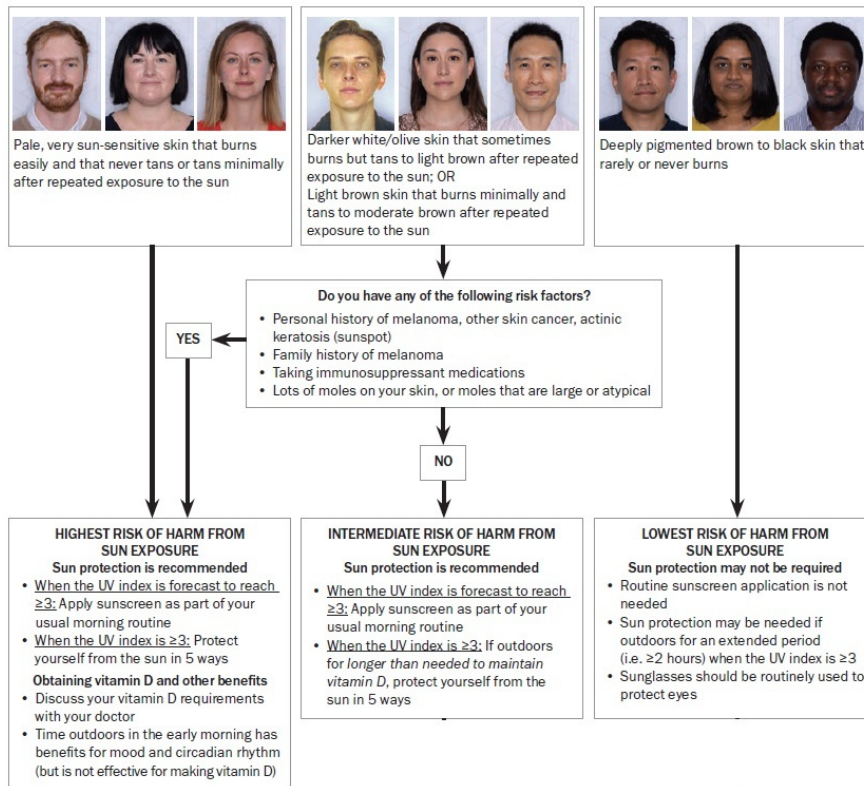 Pale, very sun-sensitive skin that burns
easily and that never tans or tans minimally
after repeated exposure to the sun
Darker white/olive skin that sometimes
burns but tans to light brown after repeated
exposure to the sun; OR
Light brown skin that burns minimally and
tans to moderate brown after repeated
exposure to the sun
Deeply pigmented brown to black skin that
rarely or never burns
Do you have any of the following risk factors?
• Personal history of melanoma, other skin cancer, actinic
keratosis (sunspot)
• Family history of melanoma
• Taking immunosuppressant medications
• Lots of moles on your skin, or moles that are large or atypical
YES
NO
HIGHEST RISK OF HARM FROM
SUN EXPOSURE
Sun protection is recommended
• When the UV index is forecast to reach
≥3: Apply sunscreen as part of your
usual morning routine
• When the UV index is ≥3: Protect
yourself from the sun in 5 ways
Obtaining vitamin D and other benefits
• Discuss your vitamin D requirements
with your doctor
• Time outdoors in the early morning has
benefits for mood and circadian rhythm
(but is not effective for making vitamin D)
INTERMEDIATE RISK OF HARM FROM
SUN EXPOSURE
Sun protection is recommended
• When the UV index is forecast to reach
≥3: Apply sunscreen as part of your
usual morning routine
• When the UV index is ≥3: If outdoors
for longer than needed to maintain
vitamin D, protect yourself from the
sun in 5 ways
LOWEST RISK OF HARM FROM
SUN EXPOSURE
Sun protection may not be required
• Routine sunscreen application is not
needed
• Sun protection may be needed if
outdoors for an extended period
(i.e. ≥2 hours) when the UV index is ≥3
• Sunglasses should be routinely used to
protect eyes